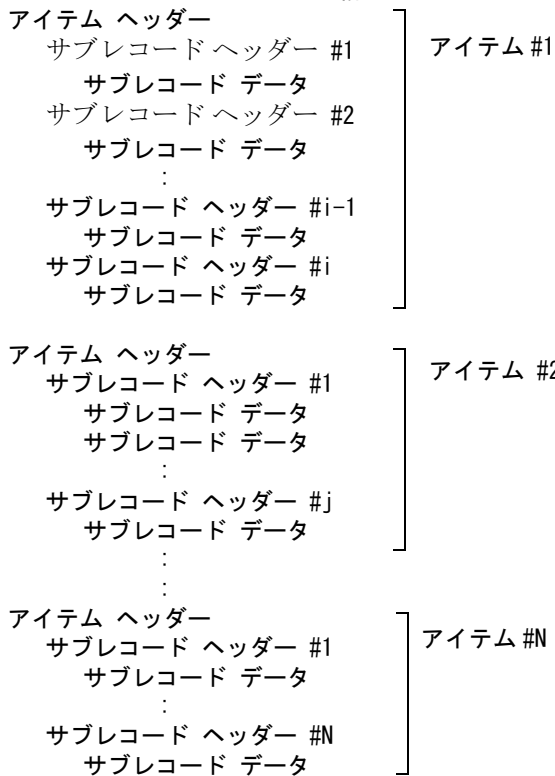 アイテム ヘッダー
サブレコード ヘッダー #1
アイテム #1
サブレコード データ
サブレコード ヘッダー #2
サブレコード データ
:
サブレコード ヘッダー #i-1
サブレコード データ
サブレコード ヘッダー #i
サブレコード データ
アイテム ヘッダー
サブレコード ヘッダー #1
アイテム #2
サブレコード データ
サブレコード データ
:
サブレコード ヘッダー #j
サブレコード データ
:
:
アイテム ヘッダー
サブレコード ヘッダー #1
アイテム #N
サブレコード データ
:
サブレコード ヘッダー #N
サブレコード データ